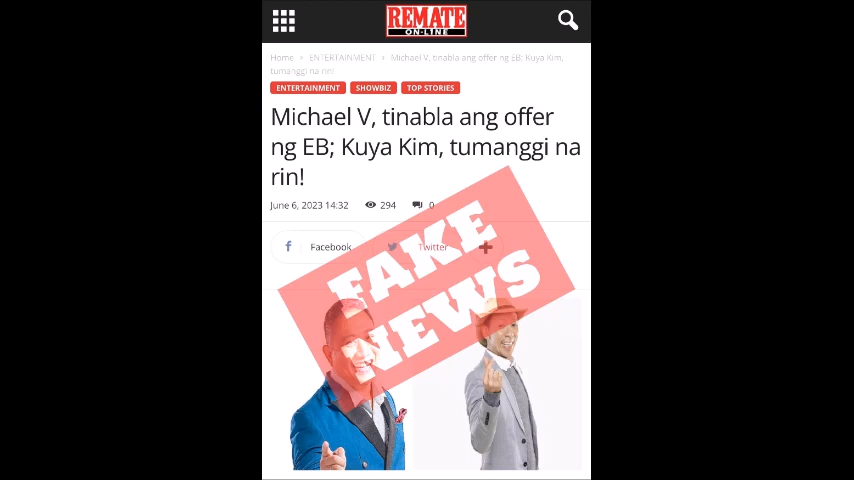 REMATE
ON-LINE
Home > ENTERTAINMENT > Michael V, tinabla ang offer ng EB; Kuya Kim,
tumanggi na rin!
ENTERTAINMENT SHOWBIZ TOP STORIES
Michael V, tinabla ang offer
ng EB; Kuya Kim, tumanggi na
rin!
June 6, 2023 14:32 294 0
Facebook Twitter
FAKE
NEWS